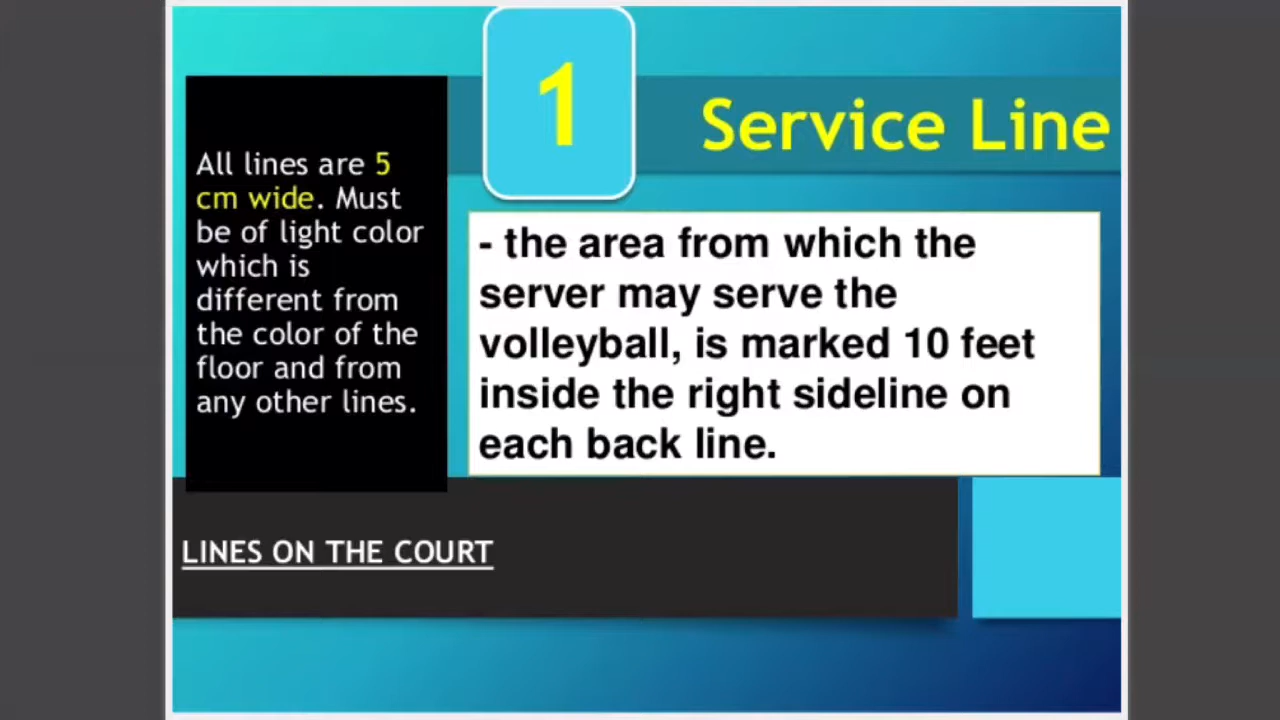 1
Service Line
All lines are 5
cm wide. Must
be of light color
which is
different from
the color of the
floor and from
any other lines.
- the area from which the
server may serve the
volleyball, is marked 10 feet
inside the right sideline on
each back line.
LINES ON THE COURT